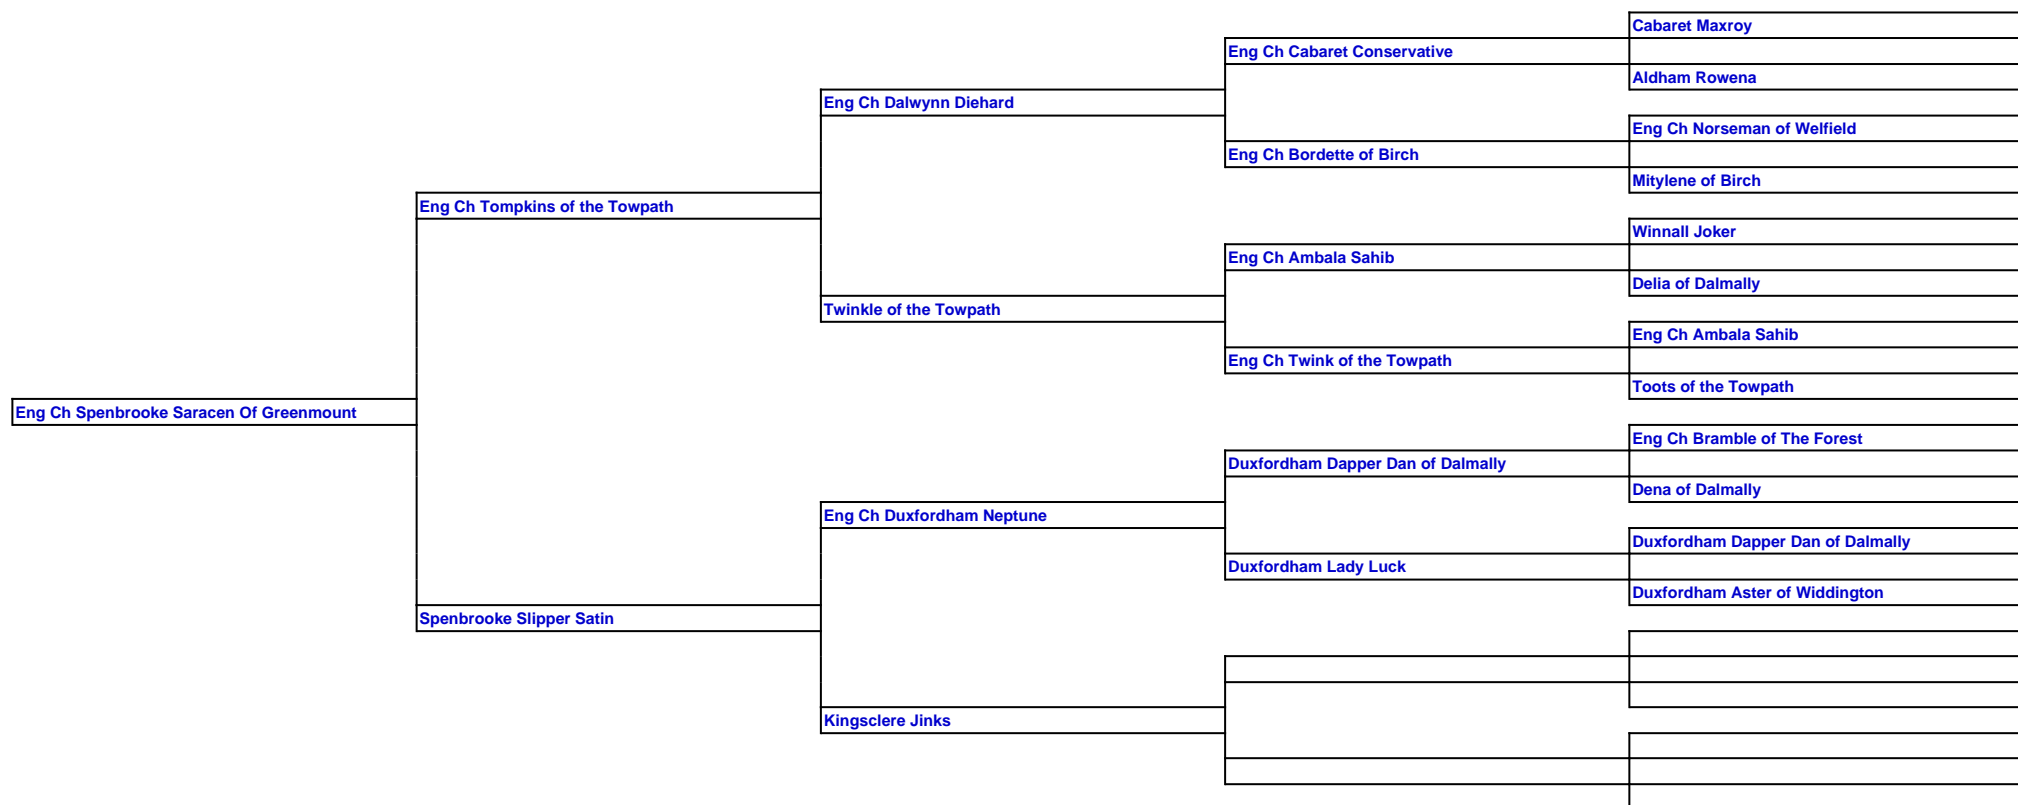 Cabaret Maxroy
Eng Ch Cabaret Conservative
Aldham Rowena
Eng Ch Dalwynn Diehard
Eng Ch Norseman of Welfield
Eng Ch Bordette of Birch
Mitylene of Birch
Eng Ch Tompkins of the Towpath
Winnall Joker
Eng Ch Ambala Sahib
Delia of Dalmally
Twinkle of the Towpath
Eng Ch Ambala Sahib
Eng Ch Twink of the Towpath
Toots of the Towpath
Eng Ch Spenbrooke Saracen Of Greenmount
Eng Ch Bramble of The Forest
Duxfordham Dapper Dan of Dalmally
Dena of Dalmally
Eng Ch Duxfordham Neptune
Duxfordham Dapper Dan of Dalmally
Duxfordham Lady Luck
Duxfordham Aster of Widdington
Spenbrooke Slipper Satin
Kingsclere Jinks